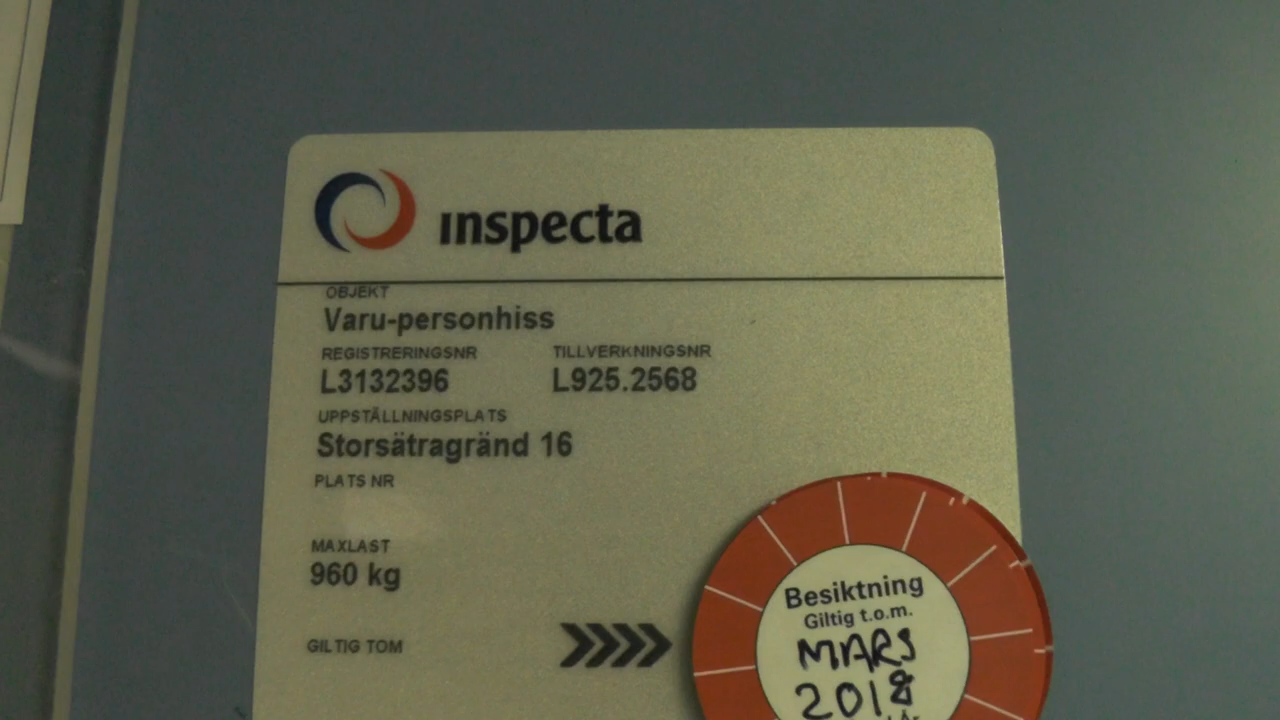 inspecta
OBJEKT
Varu-personhiss
REGISTRERINGSNR TILLVERKNINGSNR
L3132396 L925.2568
UPPSTÄLLNINGSPLATS
Storsätragränd 16
PLATS NR
MAXLAST
960 kg
GILTIG TOM
Besiktning
Giltig t.o.m.
MARS
2018